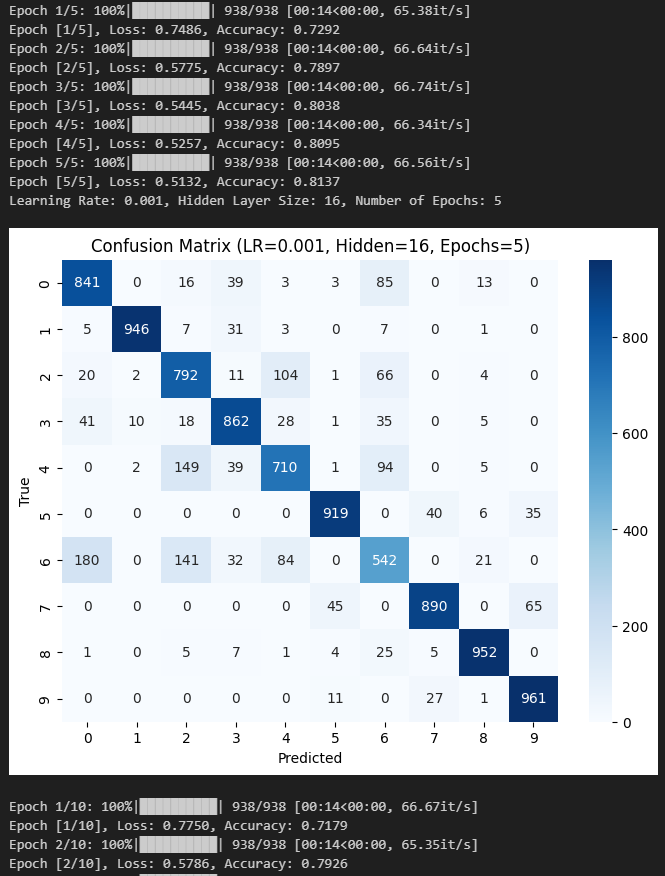 Epoch 1/5: 100%|██████████| 938/938 [00:14<00:00, 65.38it/s]
Epoch [1/5], Loss: 0.7486, Accuracy: 0.7292
Epoch 2/5: 100%|██████████| 938/938 [00:14<00:00, 66.64it/s]
Epoch [2/5], Loss: 0.5775, Accuracy: 0.7897
Epoch 3/5: 100%|██████████| 938/938 [00:14<00:00, 66.74it/s]
Epoch [3/5], Loss: 0.5445, Accuracy: 0.8038
Epoch 4/5: 100%|██████████| 938/938 [00:14<00:00, 66.34it/s]
Epoch [4/5], Loss: 0.5257, Accuracy: 0.8095
Epoch 5/5: 100%|██████████| 938/938 [00:14<00:00, 66.56it/s]
Epoch [5/5], Loss: 0.5132, Accuracy: 0.8137
Learning Rate: 0.001, Hidden Layer Size: 16, Number of Epochs: 5
Confusion Matrix (LR=0.001, Hidden=16, Epochs=5)
True
0 841 0 16 39 3 3 85 0 13 0
1 5 946 7 31 3 0 7 0 1 0
2 20 2 792 11 104 1 66 0 4 0
3 41 10 18 862 28 1 35 0 5 0
4 0 2 149 39 710 1 94 0 5 0
5 0 0 0 0 0 919 0 40 6 35
6 180 0 141 32 84 0 542 0 21 0
7 0 0 0 0 0 45 0 890 0 65
8 1 0 5 7 1 4 25 5 952 0
9 0 0 0 0 0 11 0 27 1 961
0 1 2 3 4 5 6 7 8 9
Predicted
800
600
400
200
0
Epoch 1/10: 100%|██████████| 938/938 [00:14<00:00, 66.67it/s]
Epoch [1/10], Loss: 0.7750, Accuracy: 0.7179
Epoch 2/10: 100%|██████████| 938/938 [00:14<00:00, 65.35it/s]
Epoch [2/10], Loss: 0.5786, Accuracy: 0.7926